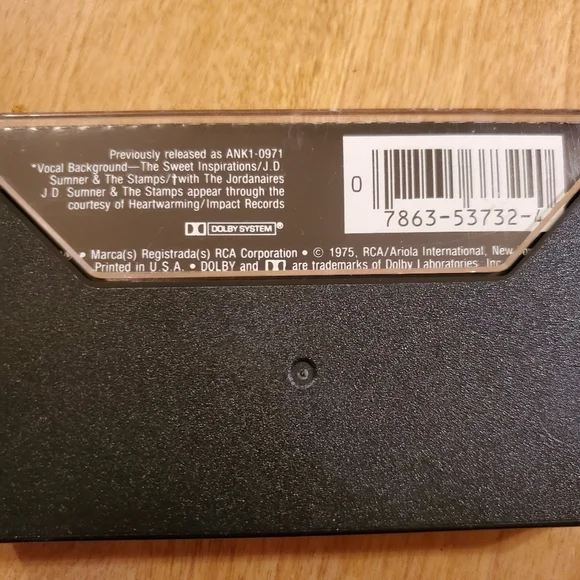 Previously released as ANK1-0971
*Vocal Background—The Sweet Inspirations/J.D.
Sumner & The Stamps/†with The Jordanaires
J D Sumner & The Stamps appear through the
courtesy of Heartwarming/Impact Records
DOLBY SYSTEM®
0
7863-53732-4
• Marca(s) Registrada(s) RCA Corporation • © 1975, RCA/Ariola International, New
Printed in U.S.A. • DOLBY and are trademarks of Dolby Laboratories, Inc